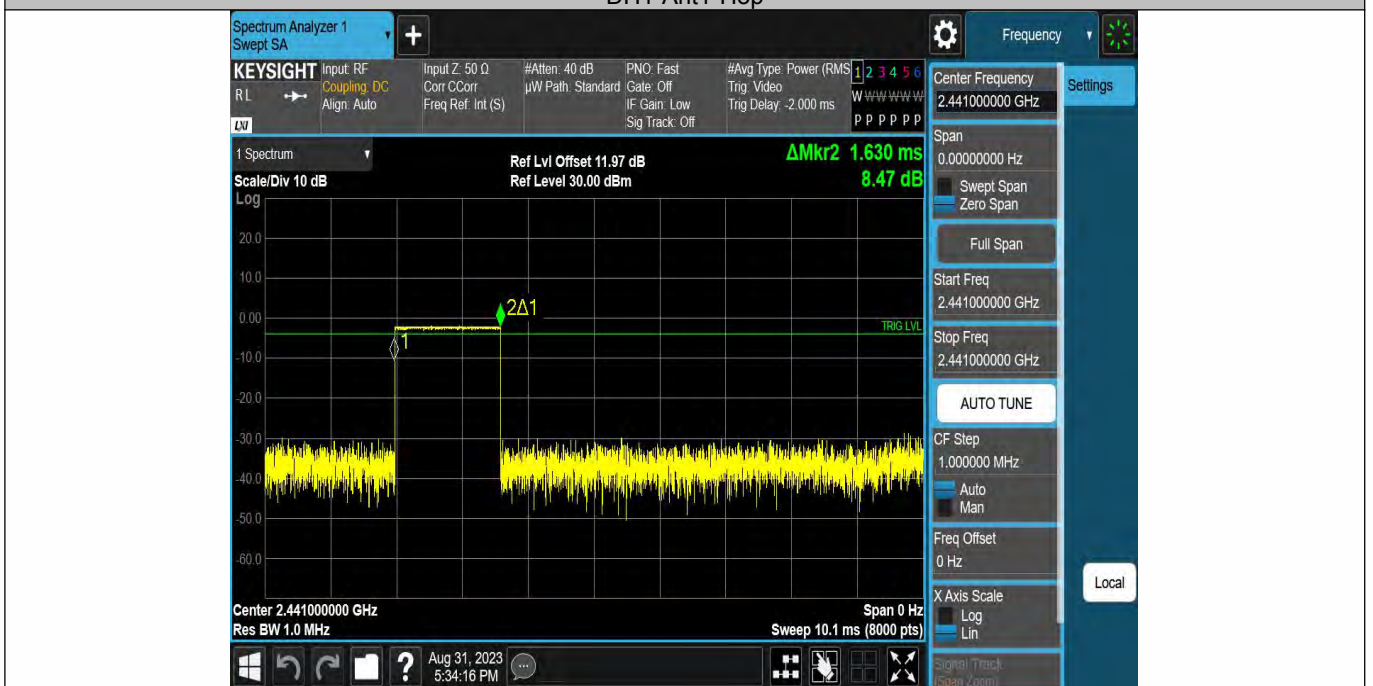 Spectrum Analyzer 1
Swept SA
Frequency
KEYSIGHT
RL
LXI
Input: RF
Coupling: DC
Align: Auto
Input Z: 50 Ω
Corr CCorr
Freq Ref: Int (S)
#Atten: 40 dB
µW Path: Standard
PNO: Fast
Gate: Off
IF Gain: Low
Sig Track: Off
#Avg Type: Power (RMS
Trig: Video
Trig Delay: -2.000 ms
1 2 3 4 5 6
W W W W W W
P P P P P P
1 Spectrum
Scale/Div 10 dB
Log
Ref Lvl Offset 11.97 dB
Ref Level 30.00 dBm
ΔMkr2 1.630 ms
8.47 dB
20.0
10.0
0.00
-10.0
-20.0
-30.0
-40.0
-50.0
-60.0
2Δ1
1
TRIG LVL
Center 2.441000000 GHz
Res BW 1.0 MHz
Span 0 Hz
Sweep 10.1 ms (8000 pts)
Aug 31, 2023
5:34:16 PM
Center Frequency
2.441000000 GHz
Span
0.00000000 Hz
Swept Span
Zero Span
Full Span
Start Freq
2.441000000 GHz
Stop Freq
2.441000000 GHz
AUTO TUNE
CF Step
1.000000 MHz
Auto
Man
Freq Offset
0 Hz
X Axis Scale
Log
Lin
Signal Track
(Span Zoom)
Settings
Local